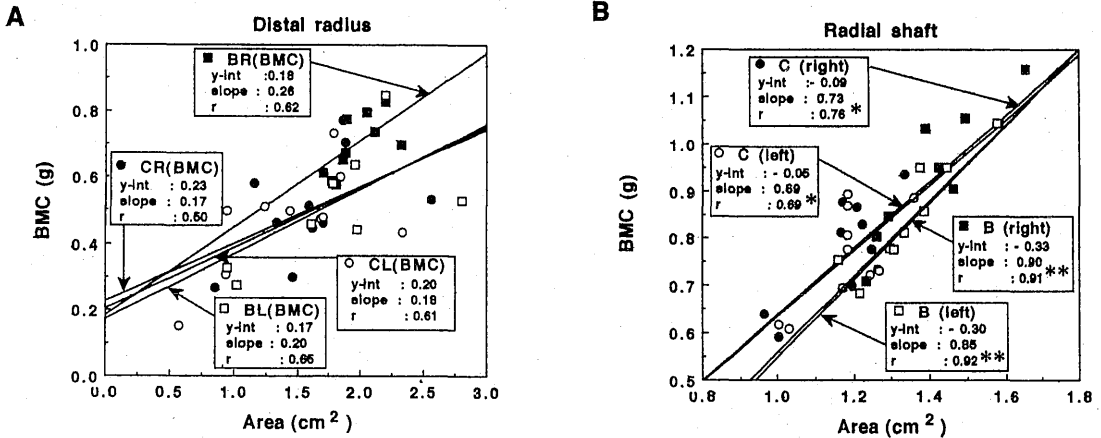 A
Distal radius
1.0
0.8
0.6
0.4
0.2
0.0
BMC (g)
BR(BMC)
y-int :0.18
slope : 0.26
r : 0.62
CR(BMC)
y-int : 0.23
slope : 0.17
r : 0.50
CL(BMC)
y-int : 0.20
slope : 0.18
r : 0.61
BL(BMC)
y-int : 0.17
slope : 0.20
r : 0.65
0.0 0.5 1.0 1.5 2.0 2.5 3.0
Area (cm 2 )
B
Radial shaft
1.2
1.1
1.0
0.9
0.8
0.7
0.6
0.5
BMC (g)
C (right)
y-int :- 0.09
slope : 0.73
r : 0.76 *
C (left)
y-int : - 0.05
slope : 0.69
r : 0.69 *
B (right)
y-int : - 0.33
slope : 0.90
r : 0.91 **
B (left)
y-int : - 0.30
slope : 0.85
r : 0.92 **
0.8 1.0 1.2 1.4 1.6 1.8
Area (cm 2 )